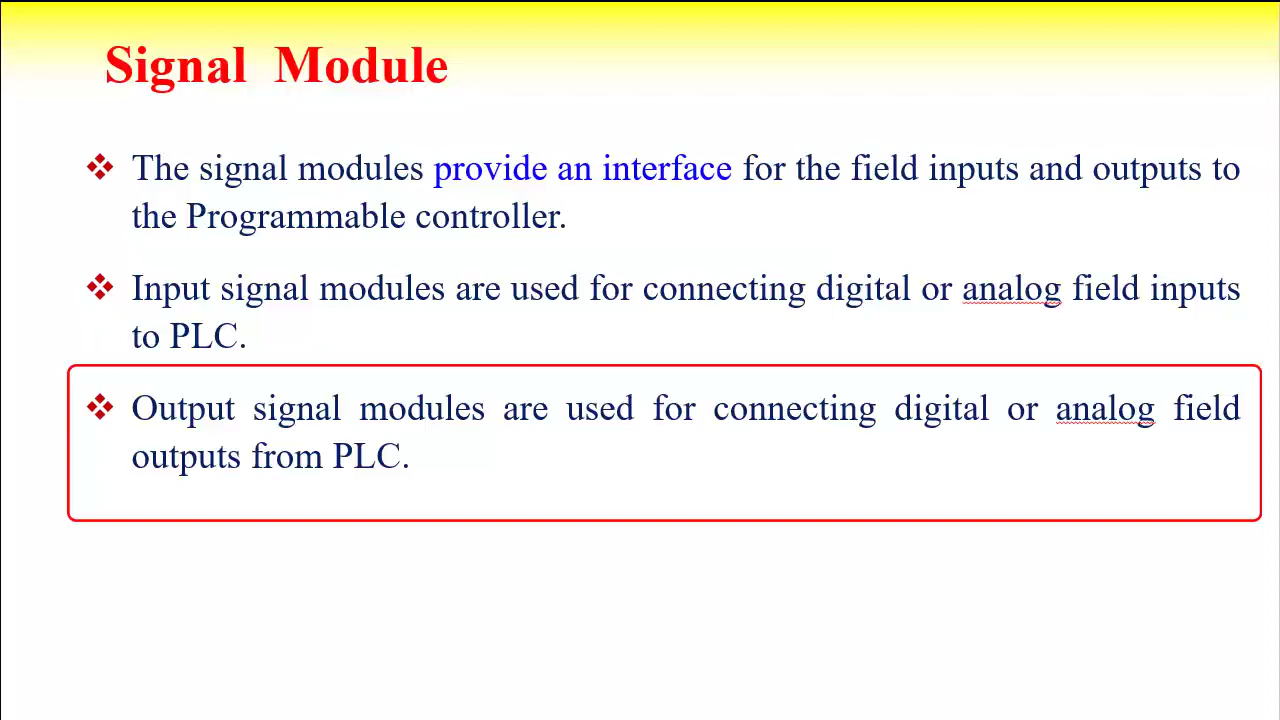 Signal Module
The signal modules provide an interface for the field inputs and outputs to
the Programmable controller.
Input signal modules are used for connecting digital or analog field inputs
to PLC.
Output signal modules are used for connecting digital or analog field
outputs from PLC.